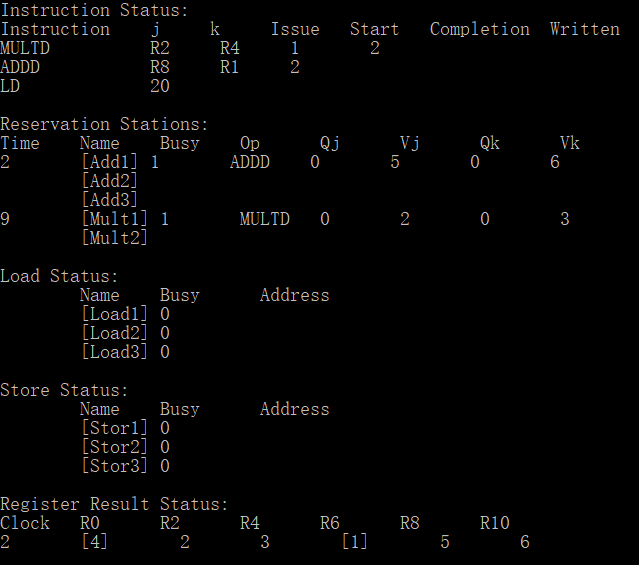 Instruction Status:
Instruction j k Issue Start Completion Written
MULTD R2 R4 1 2
ADDD R8 R1 2
LD 20
Reservation Stations:
Time Name Busy Op Qj Vj Qk Vk
2 [Add1] 1 ADDD 0 5 0 6
[Add2]
[Add3]
9 [Mult1] 1 MULTD 0 2 0 3
[Mult2]
Load Status:
Name Busy Address
[Load1] 0
[Load2] 0
[Load3] 0
Store Status:
Name Busy Address
[Stor1] 0
[Stor2] 0
[Stor3] 0
Register Result Status:
Clock R0 R2 R4 R6 R8 R10
2 [4] 2 3 [1] 5 6